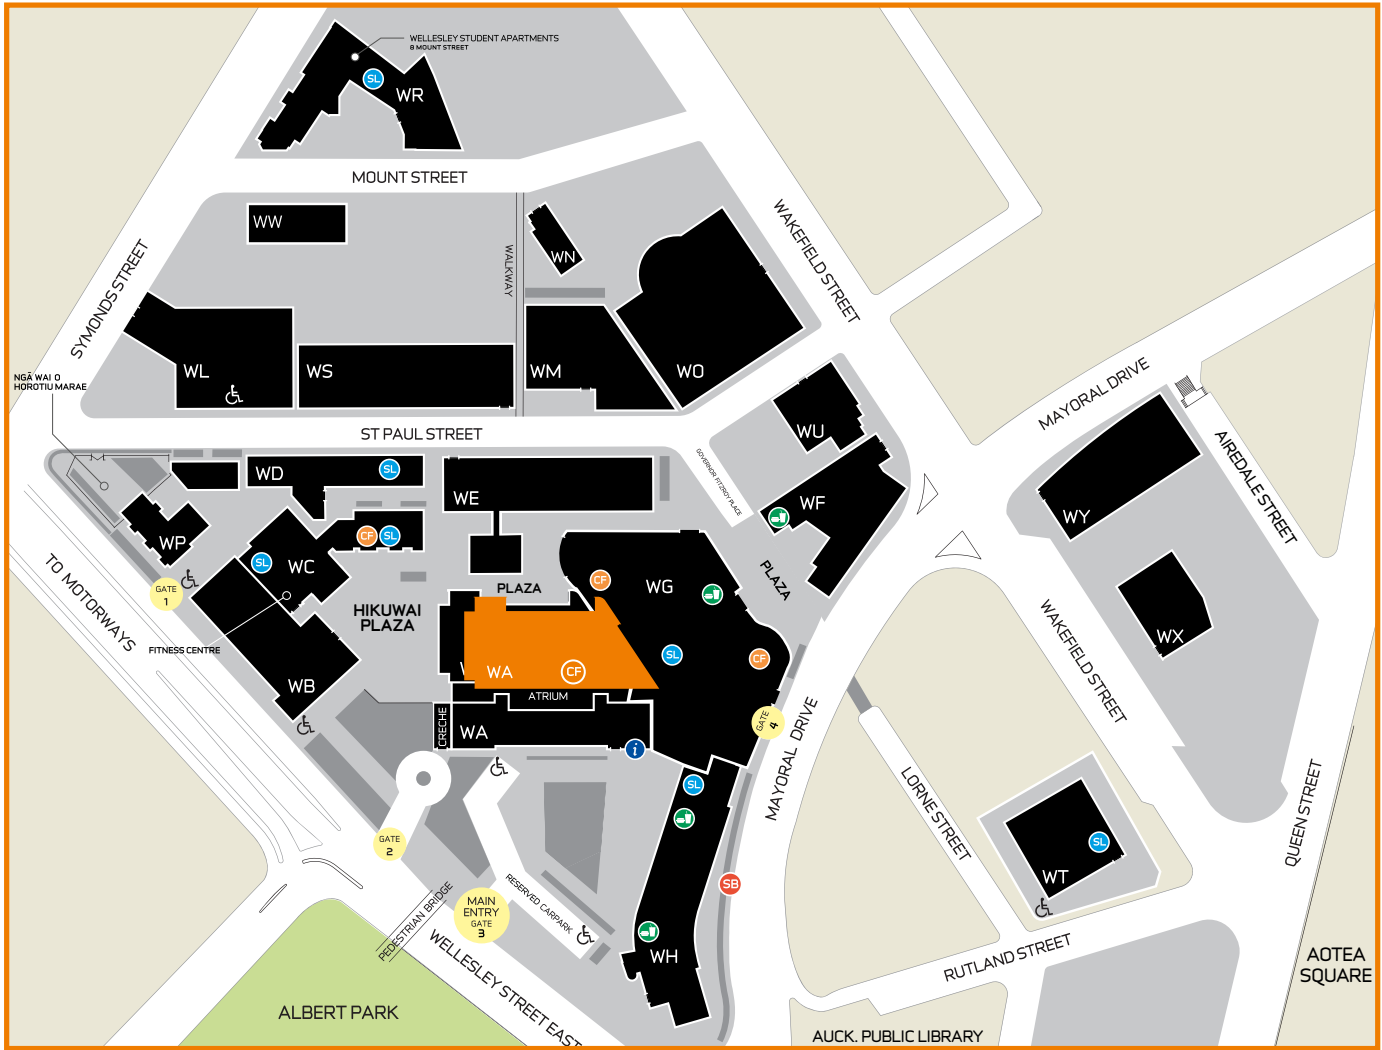 WELLESLEY STUDENT APARTMENTS
8 MOUNT STREET
SL
WR
MOUNT STREET
WW
WALKWAY
WN
WAKEFIELD STREET
SYMONDS STREET
WL
WS
WM
WO
NGĀ WAI O
HOROTIU MARAE
MAYORAL DRIVE
ST PAUL STREET
WU
GOVERNOR FITZROY PLACE
AIREDALE STREET
WD
SL
WE
WF
WY
WP
CF
SL
SL
WC
TO MOTORWAYS
GATE
1
PLAZA
HIKUWAI
PLAZA
CF
WG
PLAZA
WAKEFIELD STREET
WX
FITNESS CENTRE
WB
WA
CF
SL
CF
ATRIUM
CRECHE
WA
i
GATE
4
MAYORAL DRIVE
LORNE STREET
QUEEN STREET
SL
GATE
2
SL
WT
SB
RESERVED CARPARK
PEDESTRIAN BRIDGE
MAIN
ENTRY
GATE
3
WELLESLEY STREET EAST
WH
RUTLAND STREET
AOTEA
SQUARE
ALBERT PARK
AUCK. PUBLIC LIBRARY